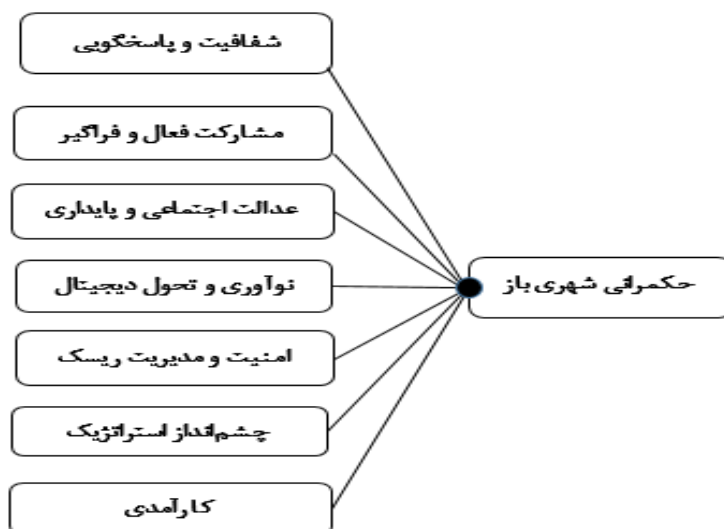 شفافیت و پاسخگویی
مشارکت فعال و فراگیر
عدالت اجتماعی و پایداری
نوآوری و تحول دیجیتال
حکمرانی شهری باز
امنیت و مدیریت ریسک
چشم‌انداز استراتژیک
کارآمدی